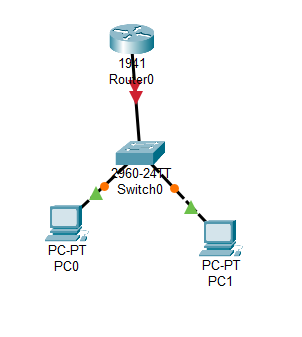 1941
Router0
2960-24TT
Switch0
PC-PT
PC0
PC-PT
PC1